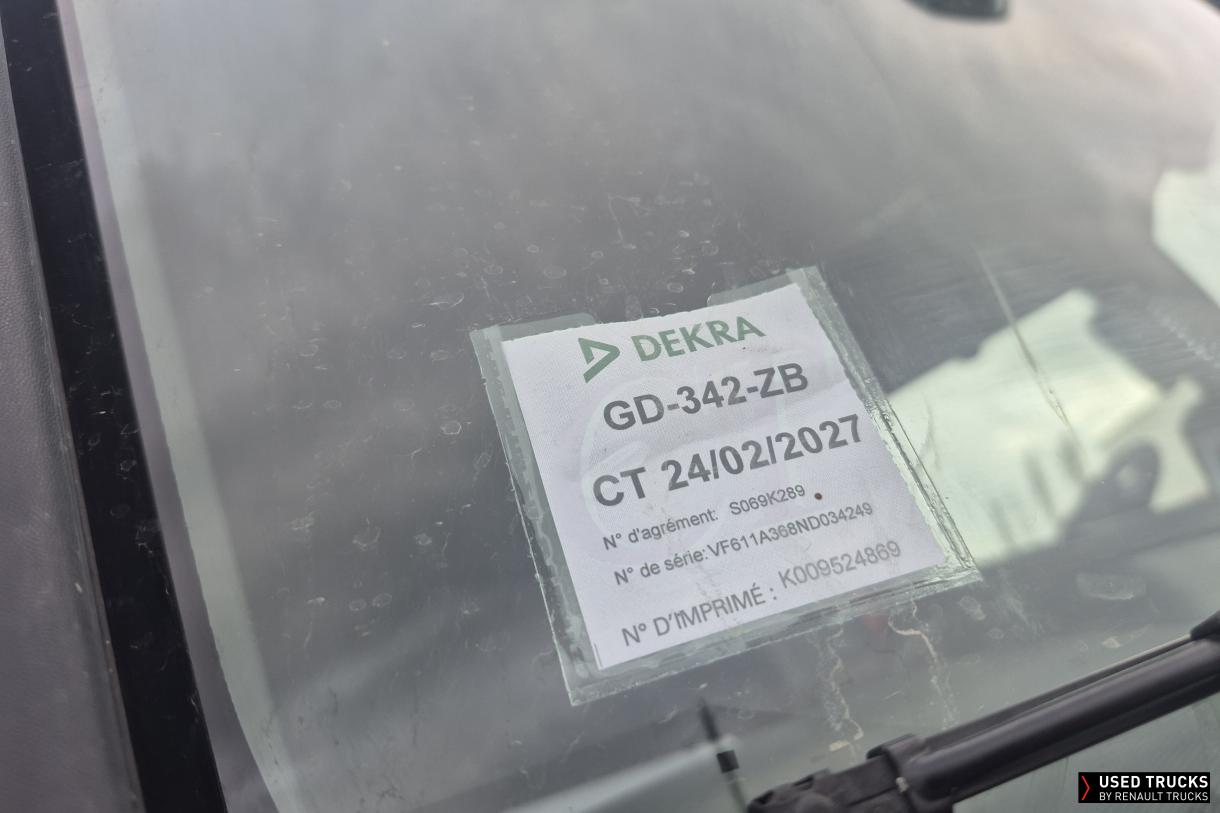 DEKRA
GD-342-ZB
CT 24/02/2027
N° d'agrément: S069K289
N° de série:VF611A368ND034249
N° D'IMPRIMÉ : K009524869
USED TRUCKS
BY RENAULT TRUCKS